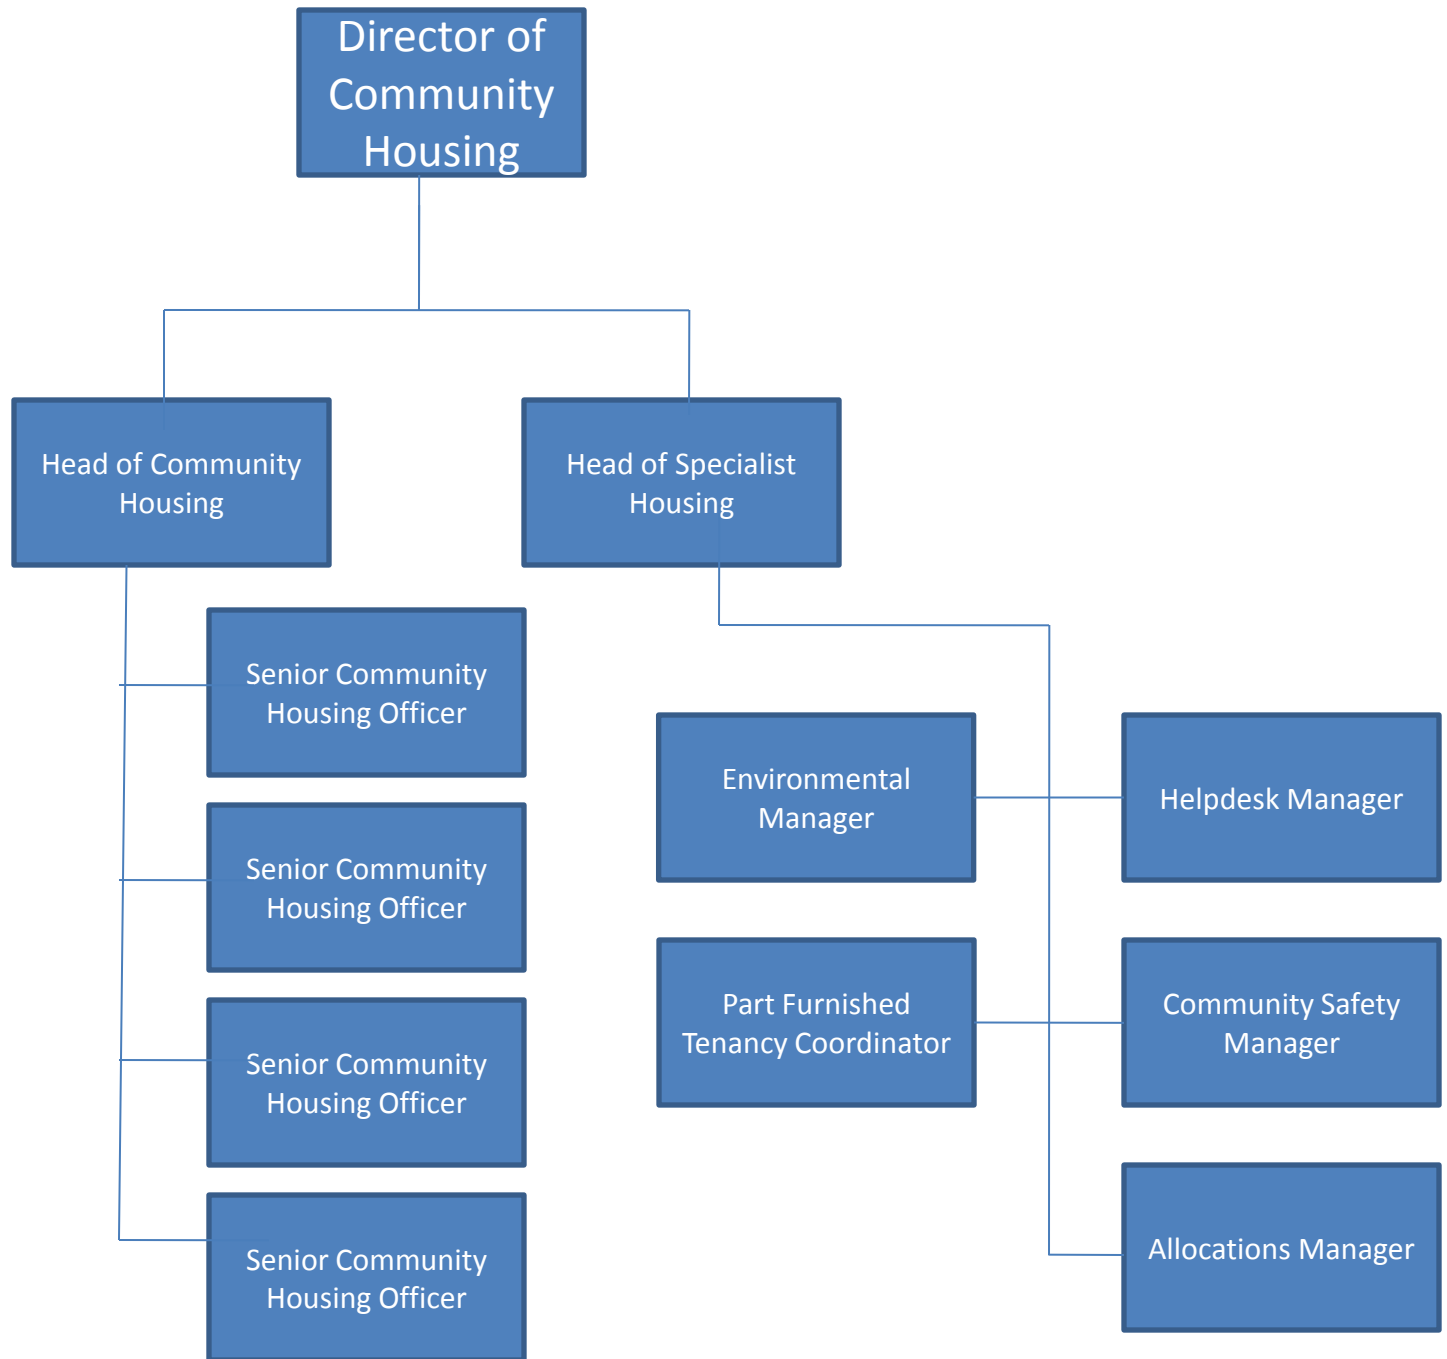 Director of
Community
Housing
Head of Community
Housing
Head of Specialist
Housing
Senior Community
Housing Officer
Senior Community
Housing Officer
Senior Community
Housing Officer
Senior Community
Housing Officer
Environmental
Manager
Helpdesk Manager
Part Furnished
Tenancy Coordinator
Community Safety
Manager
Allocations Manager